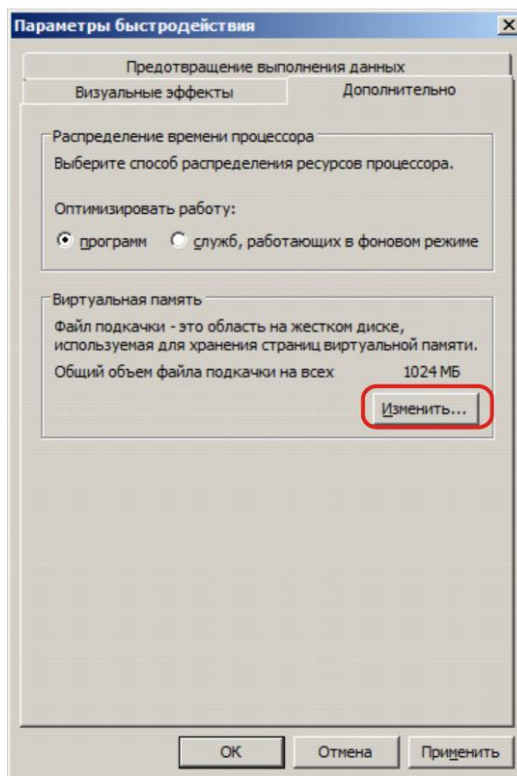 Параметры быстродействия
Предотвращение выполнения данных
Визуальные эффекты Дополнительно
Распределение времени процессора
Выберите способ распределения ресурсов процессора.
Оптимизировать работу:
программ служб, работающих в фоновом режиме
Виртуальная память
Файл подкачки - это область на жестком диске,
используемая для хранения страниц виртуальной памяти.
Общий объем файла подкачки на всех 1024 МБ
Изменить...
ОК Отмена Применить